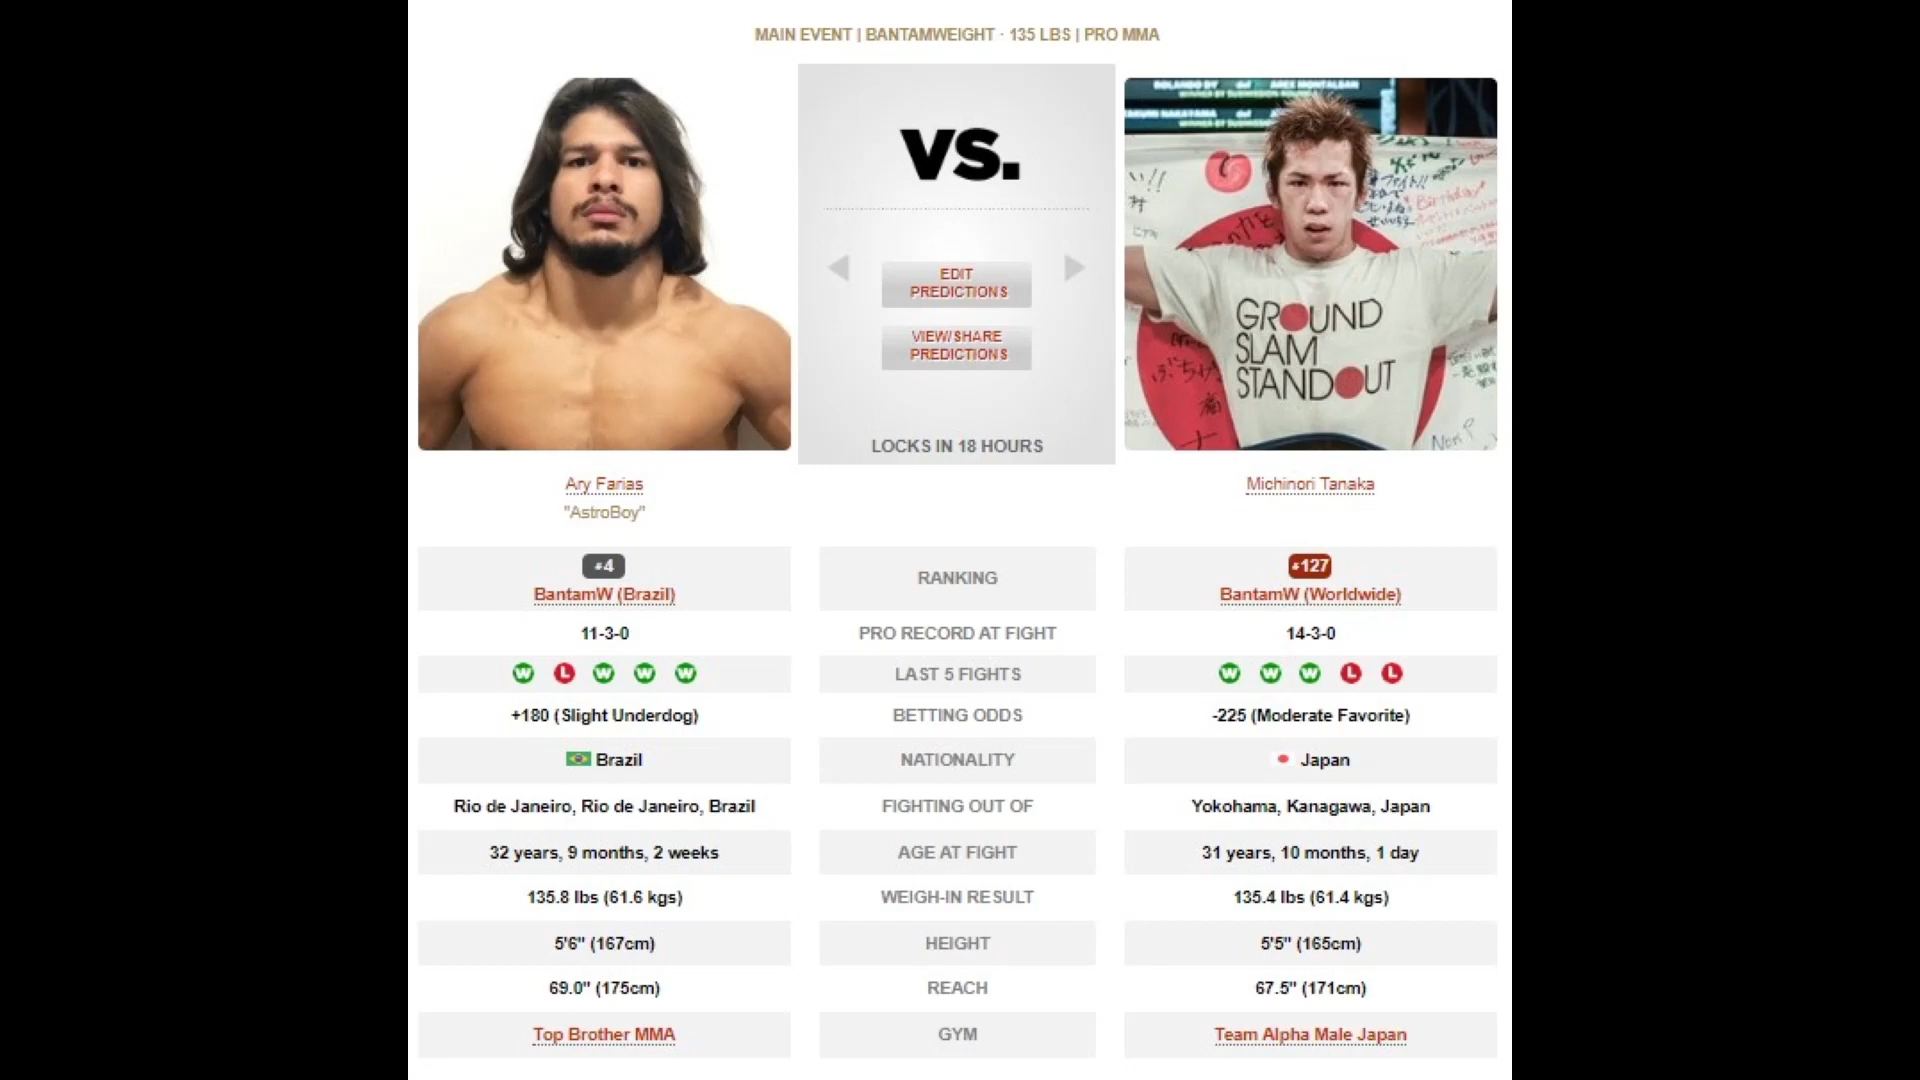 MAIN EVENT | BANTAMWEIGHT · 135 LBS | PRO MMA
ROLANDO DY def
WINNER BY SUBMISSION
VS.
EDIT
PREDICTIONS
VIEW/SHARE
PREDICTIONS
LOCKS IN 18 HOURS
GROUND
SLAM
STANDOUT
Ary Farias
"AstroBoy"
Michinori Tanaka
#4
BantamW (Brazil)
RANKING
#127
BantamW (Worldwide)
11-3-0
PRO RECORD AT FIGHT
14-3-0
W L W W W
LAST 5 FIGHTS
W W W L L
+180 (Slight Underdog)
BETTING ODDS
-225 (Moderate Favorite)
Brazil
NATIONALITY
Japan
Rio de Janeiro, Rio de Janeiro, Brazil
FIGHTING OUT OF
Yokohama, Kanagawa, Japan
32 years, 9 months, 2 weeks
AGE AT FIGHT
31 years, 10 months, 1 day
135.8 lbs (61.6 kgs)
WEIGH-IN RESULT
135.4 lbs (61.4 kgs)
5'6" (167cm)
HEIGHT
5'5" (165cm)
69.0" (175cm)
REACH
67.5" (171cm)
Top Brother MMA
GYM
Team Alpha Male Japan